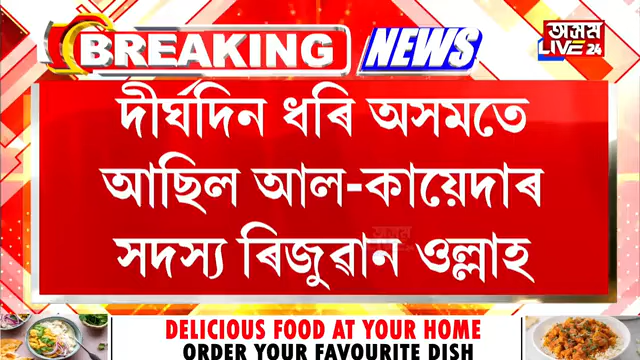 BREAKING NEWS
অসম
LIVE 24
দীৰ্ঘদিন ধৰি অসমতে
আছিল আল-কায়েদাৰ
সদস্য ৰিজুৱান ওল্লাহ
DELICIOUS FOOD AT YOUR HOME
ORDER YOUR FAVOURITE DISH